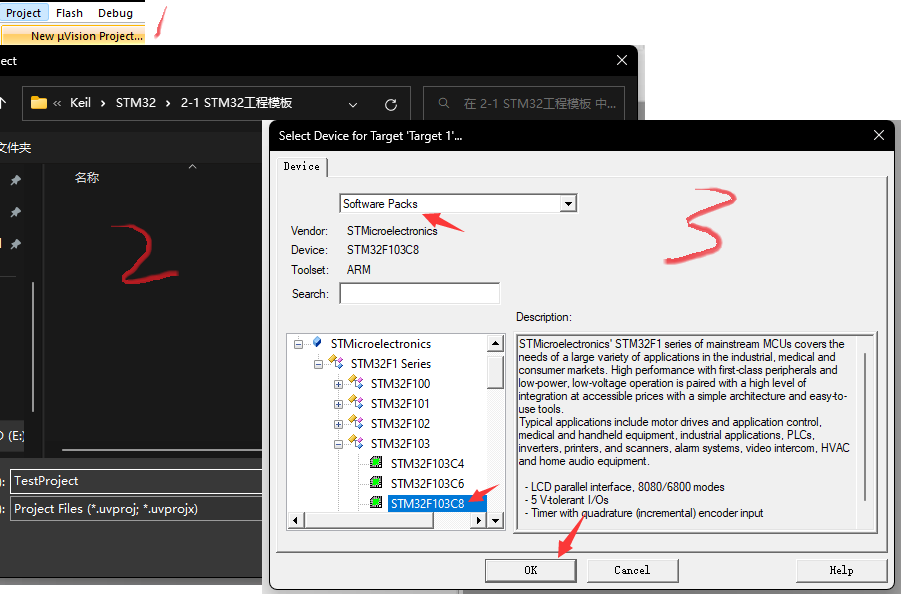 Project Flash Debug
New µVision Project...
1
ect
« Keil › STM32 › 2-1 STM32工程模板
在 2-1 STM32工程模板 中...
文件夹
名称
2
(E:)
TestProject
Project Files (*.uvproj; *.uvprojx)
Select Device for Target 'Target 1'...
Device
Software Packs
3
Vendor: STMicroelectronics
Device: STM32F103C8
Toolset: ARM
Search:
STMicroelectronics
STM32F1 Series
STM32F100
STM32F101
STM32F102
STM32F103
STM32F103C4
STM32F103C6
STM32F103C8
Description:
STMicroelectronics' STM32F1 series of mainstream MCUs covers the
needs of a large variety of applications in the industrial, medical and
consumer markets. High perfomance with first-class peripherals and
low-power, low-voltage operation is paired with a high level of
integration at accessible prices with a simple architecture and easy-to-
use tools.
Typical applications include motor drives and application control,
medical and handheld equipment, industrial applications, PLCs,
inverters, printers, and scanners, alarm systems, video intercom, HVAC
and home audio equipment.
- LCD parallel interface, 8080/6800 modes
- 5 V-tolerant I/Os
- Timer with quadrature (incremental) encoder input
OK Cancel Help